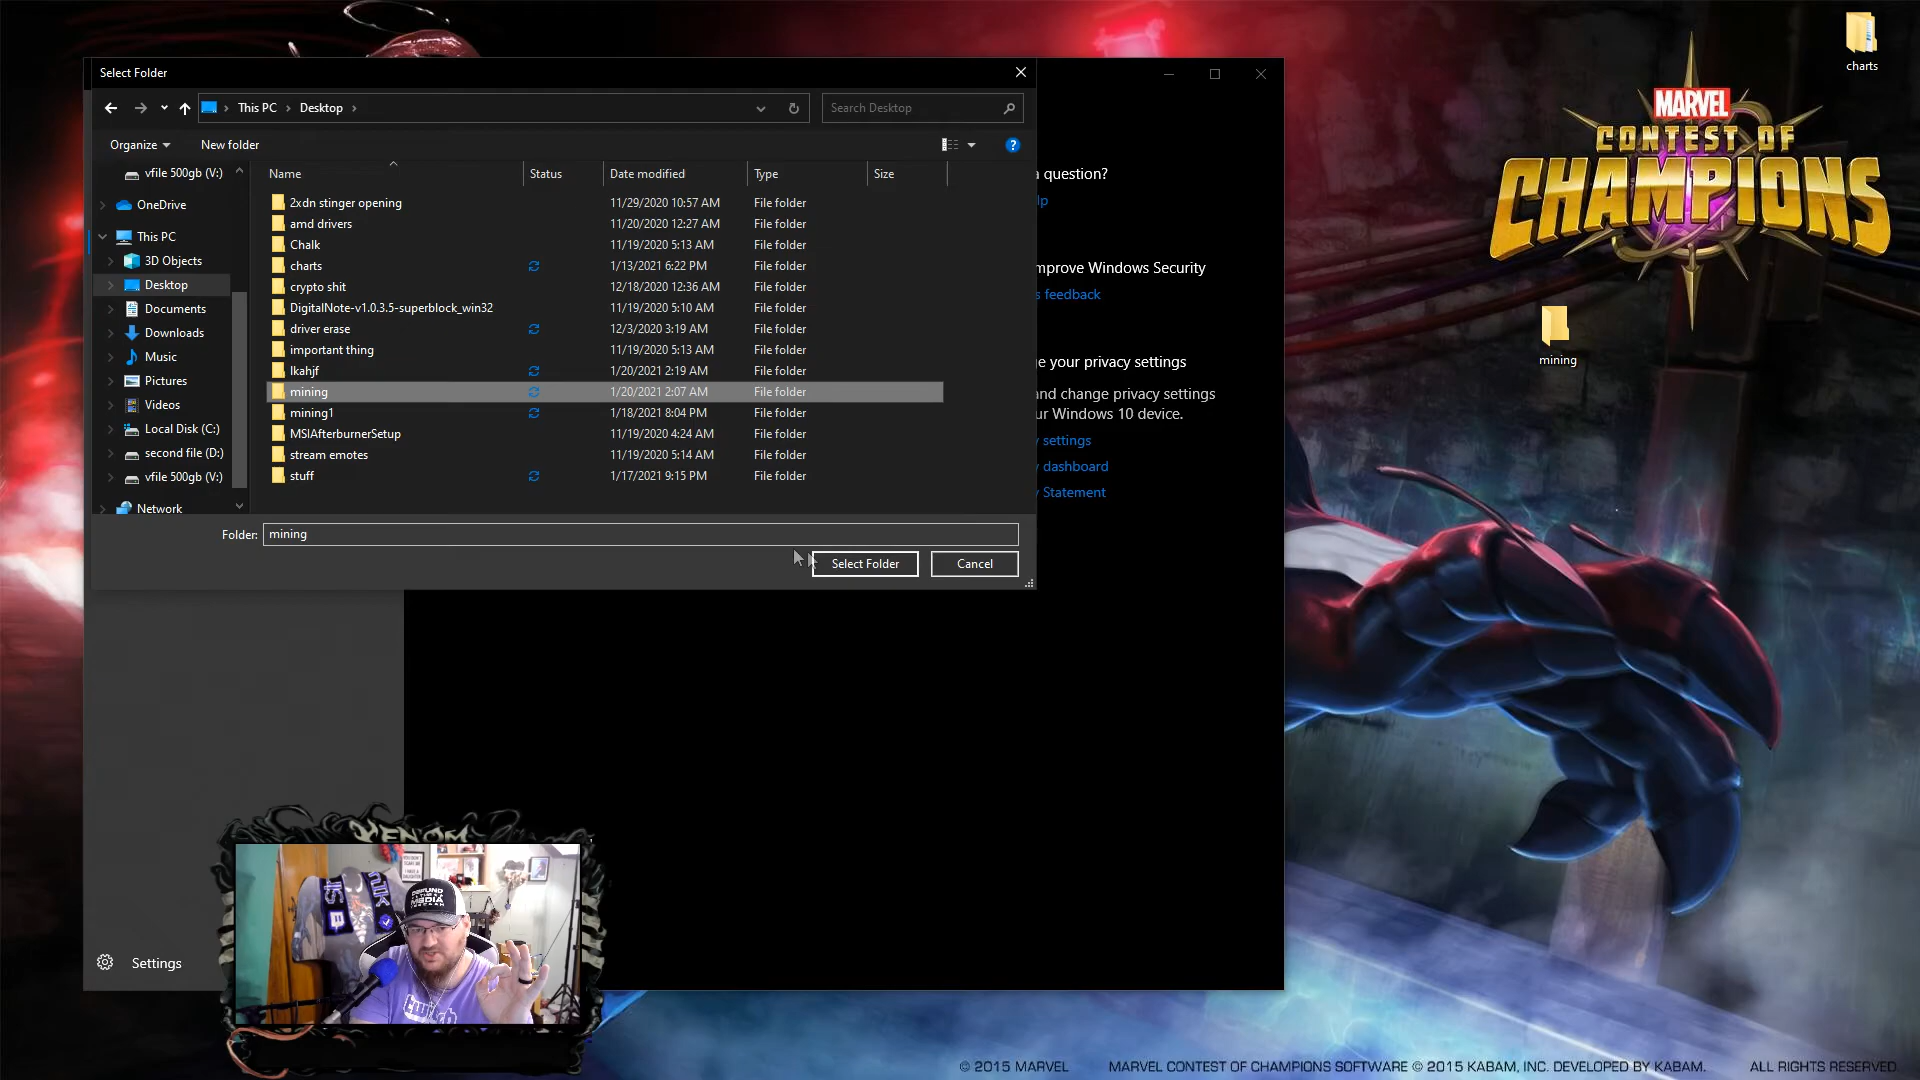 Select Folder
This PC
Desktop
Search Desktop
Organize
New folder
Name
Status
Date modified
Type
Size
vfile 500gb (V:)
OneDrive
This PC
3D Objects
Desktop
Documents
Downloads
Music
Pictures
Videos
Local Disk (C:)
second file (D:)
vfile 500gb (V:)
Network
2xdn stinger opening 11/29/2020 10:57 AM File folder
amd drivers 11/20/2020 12:27 AM File folder
Chalk 11/19/2020 5:13 AM File folder
charts 1/13/2021 6:22 PM File folder
crypto shit 12/18/2020 12:36 AM File folder
DigitalNote-v1.0.3.5-superblock_win32 11/19/2020 5:10 AM File folder
driver erase 12/3/2020 3:19 AM File folder
important thing 11/19/2020 5:13 AM File folder
lkahjf 1/20/2021 2:19 AM File folder
mining 1/20/2021 2:07 AM File folder
mining1 1/18/2021 8:04 PM File folder
MSIAfterburnerSetup 11/19/2020 4:24 AM File folder
stream emotes 11/19/2020 5:14 AM File folder
stuff 1/17/2021 9:15 PM File folder
Folder: mining
Select Folder
Cancel
a question?
lp
mprove Windows Security
s feedback
ge your privacy settings
and change privacy settings
ur Windows 10 device.
y settings
y dashboard
y Statement
Settings
charts
MARVEL
CONTEST OF
CHAMPIONS
mining
VENOM
MEDIA
twitch
© 2015 MARVEL MARVEL CONTEST OF CHAMPIONS SOFTWARE © 2015 KABAM, INC. DEVELOPED BY KABAM. ALL RIGHTS RESERVED.